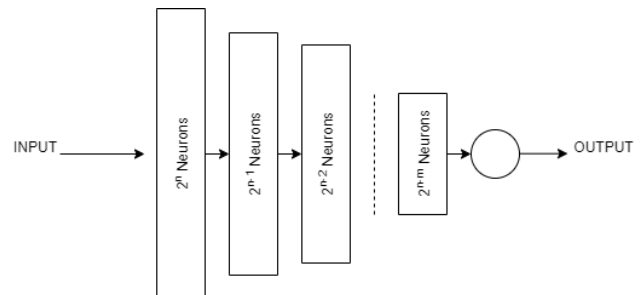 INPUT
2ⁿ Neurons
2ⁿ⁻¹ Neurons
2ⁿ⁻² Neurons
2ⁿ⁻ᵐ Neurons
OUTPUT